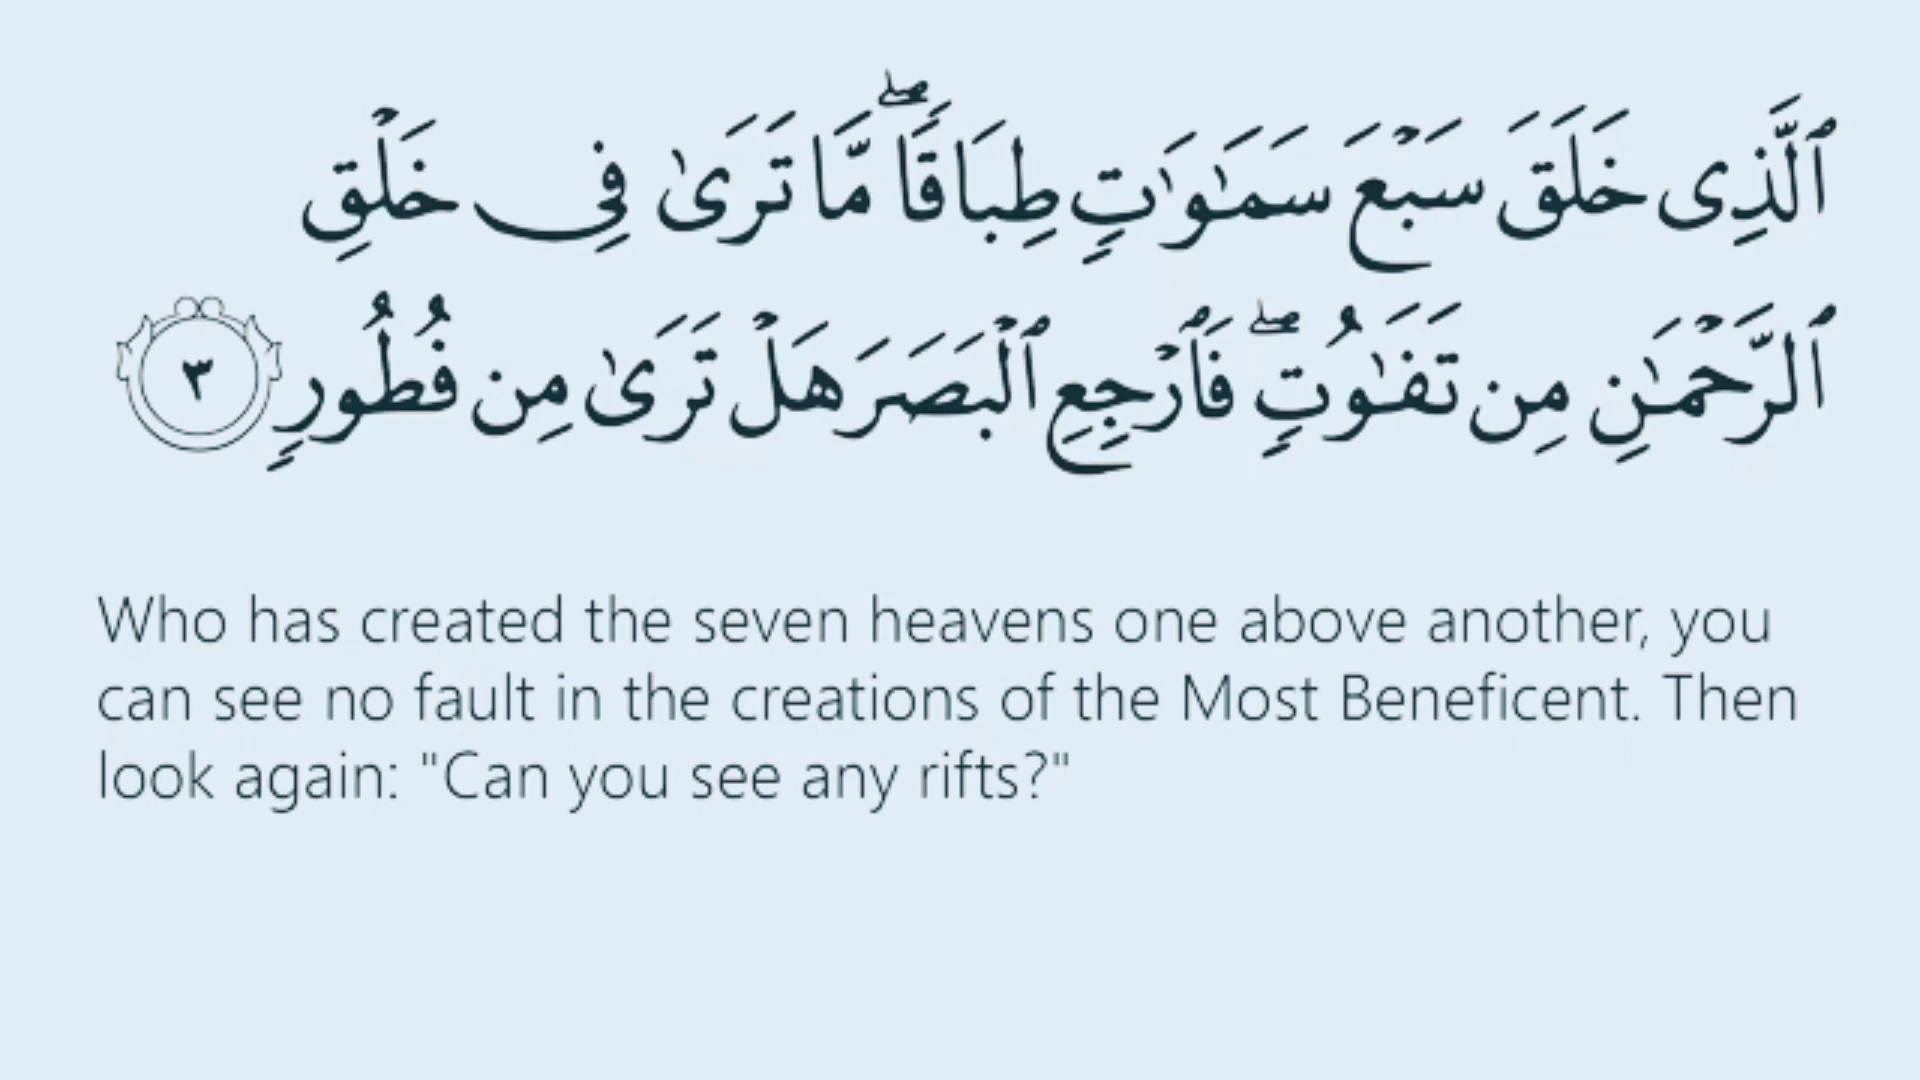 ٱلَّذِى خَلَقَ سَبْعَ سَمَٰوَٰتٍ طِبَاقًا ۖ مَّا تَرَىٰ فِى خَلْقِ
ٱلرَّحْمَٰنِ مِن تَفَٰوُتٍ ۖ فَٱرْجِعِ ٱلْبَصَرَ هَلْ تَرَىٰ مِن فُطُورٍ ٣
Who has created the seven heavens one above another, you
can see no fault in the creations of the Most Beneficent. Then
look again: "Can you see any rifts?"